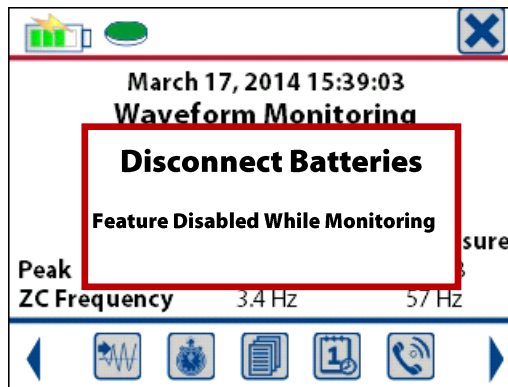 March 17, 2014 15:39:03
Waveform Monitoring
Disconnect Batteries
Feature Disabled While Monitoring
Peak
ZC Frequency 3.4 Hz 57 Hz
1